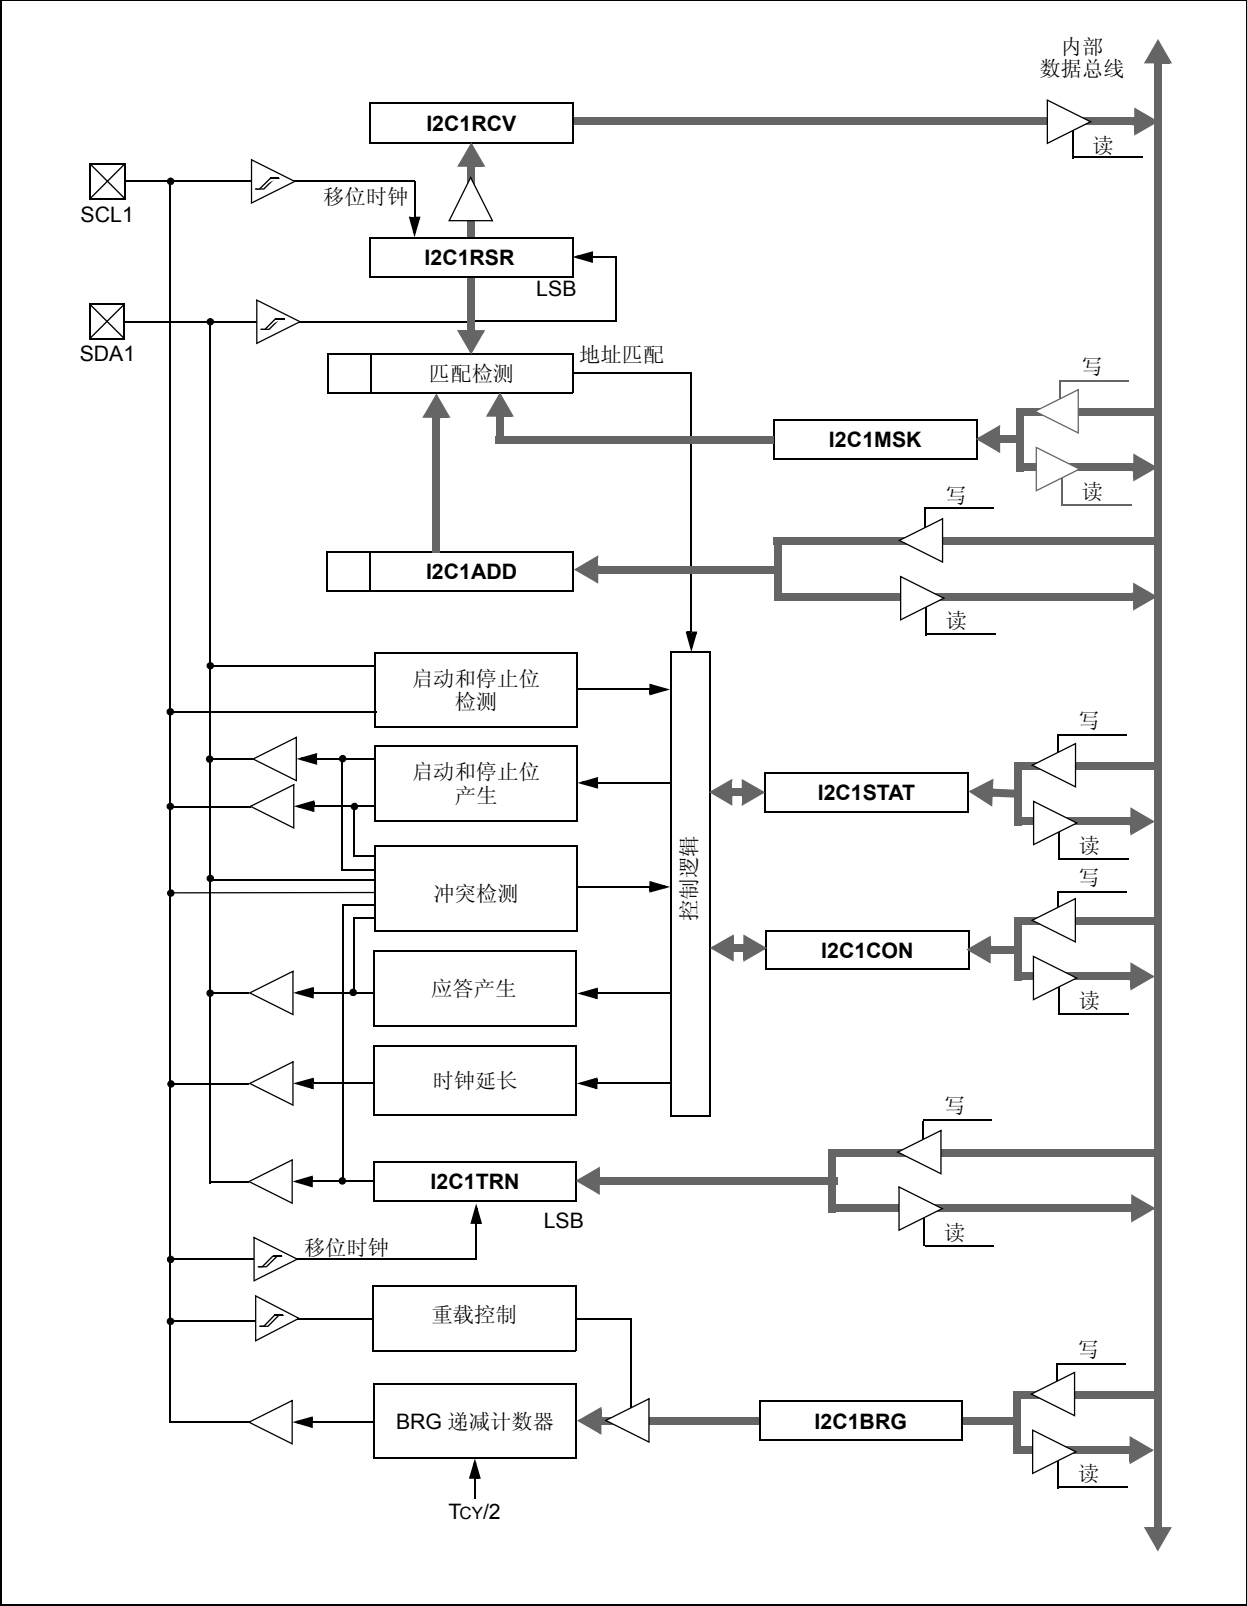 内部
数据总线
I2C1RCV
读
SCL1
移位时钟
I2C1RSR
LSB
SDA1
地址匹配
匹配检测
写
I2C1MSK
读
写
I2C1ADD
读
启动和停止位
检测
写
启动和停止位
产生
I2C1STAT
读
控制逻辑
冲突检测
写
I2C1CON
应答产生
读
时钟延长
写
I2C1TRN
LSB
读
移位时钟
重载控制
写
BRG 递减计数器
I2C1BRG
读
TCY/2